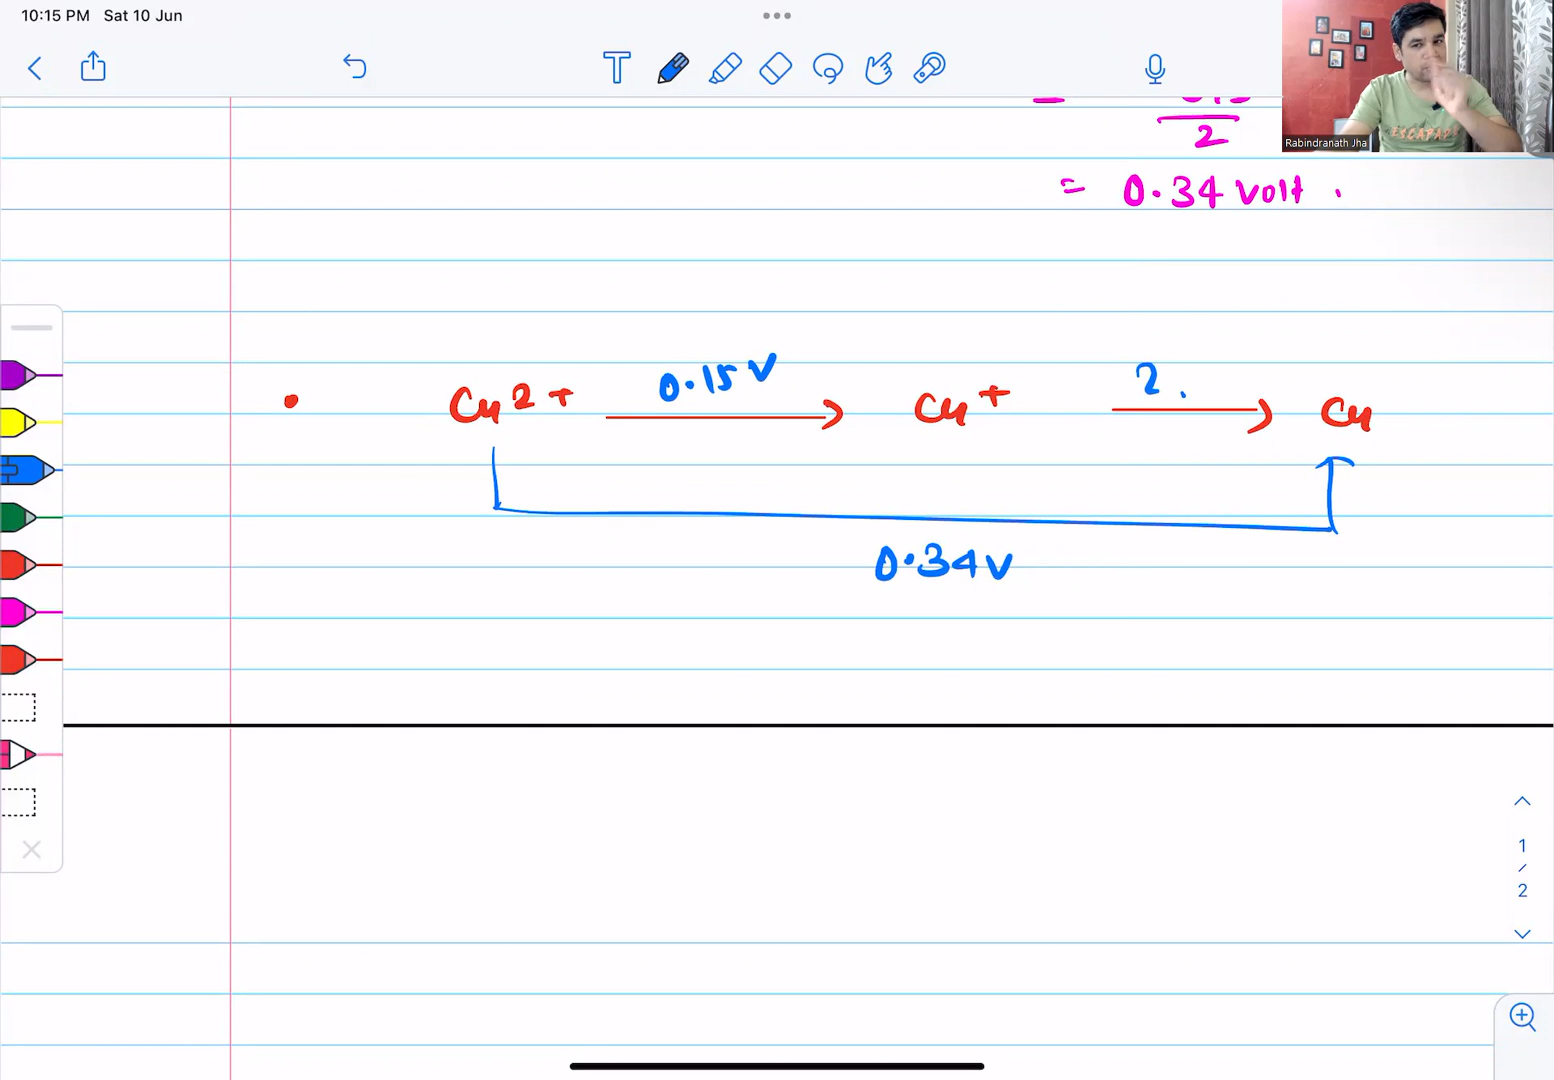 10:15 PM Sat 10 Jun
T
2
= 0.34 volt .
ESCAPADE
Rabindranath Jha
0.15 V
?.
Cu2+ → Cu+ → Cu
0.34V
1
/
2